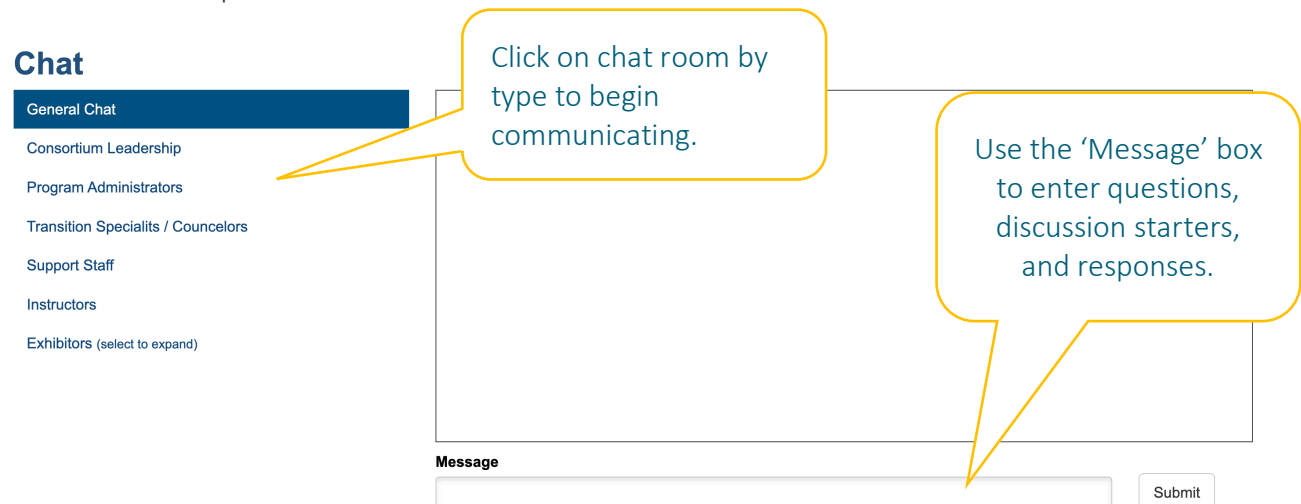 Chat
General Chat
Consortium Leadership
Program Administrators
Transition Specialits / Councelors
Support Staff
Instructors
Exhibitors (select to expand)
Click on chat room by
type to begin
communicating.
Use the ‘Message’ box
to enter questions,
discussion starters,
and responses.
Message
Submit